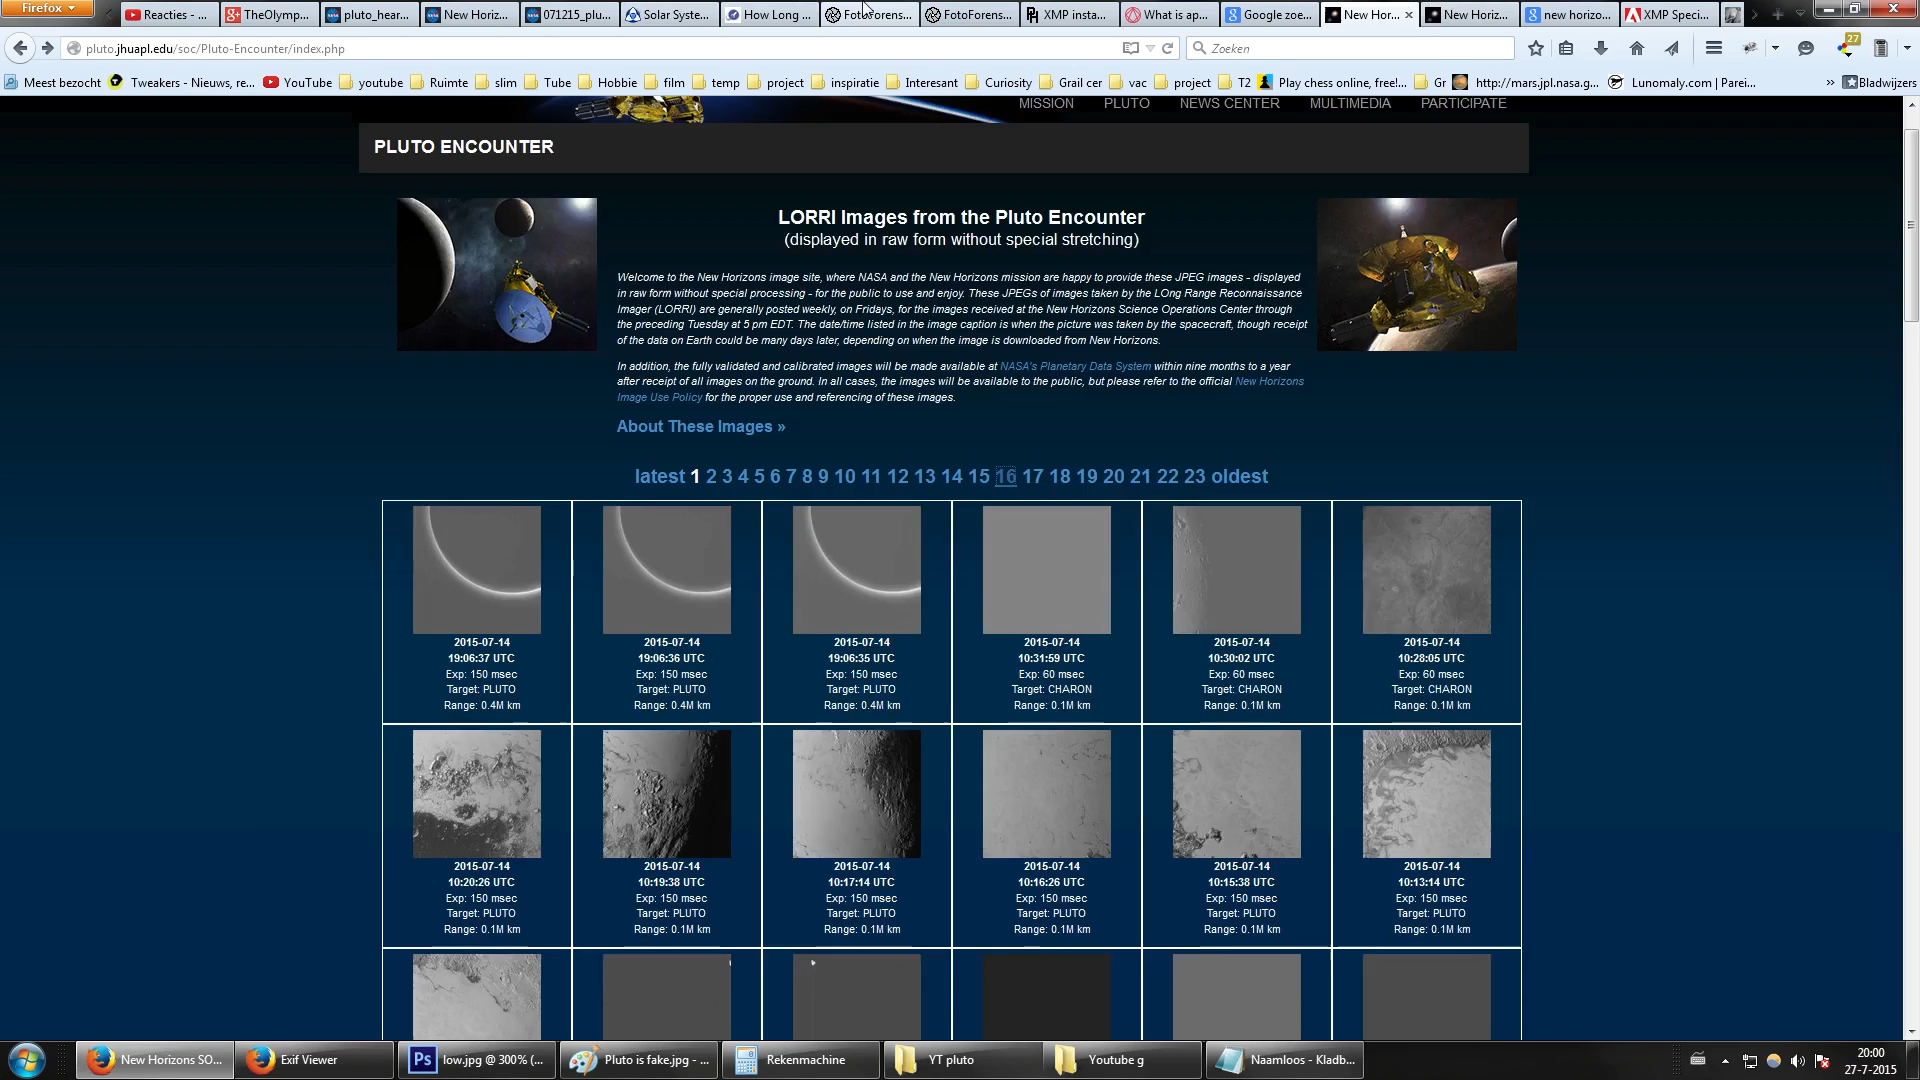 Firefox
Reacties - ...
TheOlymp...
pluto_hear...
New Horiz...
071215_plu...
Solar Syste...
How Long ...
FotoForens...
FotoForens...
XMP insta...
What is ap...
Google zoe...
New Hor...
New Horiz...
new horizo...
XMP Speci...
pluto.jhuapl.edu/soc/Pluto-Encounter/index.php
Zoeken
27
Meest bezocht
Tweakers - Nieuws, re...
YouTube
youtube
Ruimte
slim
Tube
Hobbie
film
temp
project
inspiratie
Interesant
Curiosity
Grail cer
vac
project
T2
Play chess online, free!...
Gr
http://mars.jpl.nasa.g...
Lunomaly.com | Parei...
Bladwijzers
MISSION PLUTO NEWS CENTER MULTIMEDIA PARTICIPATE
PLUTO ENCOUNTER
LORRI Images from the Pluto Encounter
(displayed in raw form without special stretching)
Welcome to the New Horizons image site, where NASA and the New Horizons mission are happy to provide these JPEG images - displayed
in raw form without special processing - for the public to use and enjoy. These JPEGs of images taken by the LOng Range Reconnaissance
Imager (LORRI) are generally posted weekly, on Fridays, for the images received at the New Horizons Science Operations Center through
the preceding Tuesday at 5 pm EDT. The date/time listed in the image caption is when the picture was taken by the spacecraft, though receipt
of the data on Earth could be many days later, depending on when the image is downloaded from New Horizons.
In addition, the fully validated and calibrated images will be made available at NASA's Planetary Data System within nine months to a year
after receipt of all images on the ground. In all cases, the images will be available to the public, but please refer to the official New Horizons
Image Use Policy for the proper use and referencing of these images.
About These Images »
latest 1 2 3 4 5 6 7 8 9 10 11 12 13 14 15 16 17 18 19 20 21 22 23 oldest
2015-07-14
19:06:37 UTC
Exp: 150 msec
Target: PLUTO
Range: 0.4M km
2015-07-14
19:06:36 UTC
Exp: 150 msec
Target: PLUTO
Range: 0.4M km
2015-07-14
19:06:35 UTC
Exp: 150 msec
Target: PLUTO
Range: 0.4M km
2015-07-14
10:31:59 UTC
Exp: 60 msec
Target: CHARON
Range: 0.1M km
2015-07-14
10:30:02 UTC
Exp: 60 msec
Target: CHARON
Range: 0.1M km
2015-07-14
10:28:05 UTC
Exp: 60 msec
Target: CHARON
Range: 0.1M km
2015-07-14
10:20:26 UTC
Exp: 150 msec
Target: PLUTO
Range: 0.1M km
2015-07-14
10:19:38 UTC
Exp: 150 msec
Target: PLUTO
Range: 0.1M km
2015-07-14
10:17:14 UTC
Exp: 150 msec
Target: PLUTO
Range: 0.1M km
2015-07-14
10:16:26 UTC
Exp: 150 msec
Target: PLUTO
Range: 0.1M km
2015-07-14
10:15:38 UTC
Exp: 150 msec
Target: PLUTO
Range: 0.1M km
2015-07-14
10:13:14 UTC
Exp: 150 msec
Target: PLUTO
Range: 0.1M km
New Horizons SO...
Exif Viewer
Ps
low.jpg @ 300% (...
Pluto is fake.jpg - ...
Rekenmachine
YT pluto
Youtube g
Naamloos - Kladb...
20:00
27-7-2015